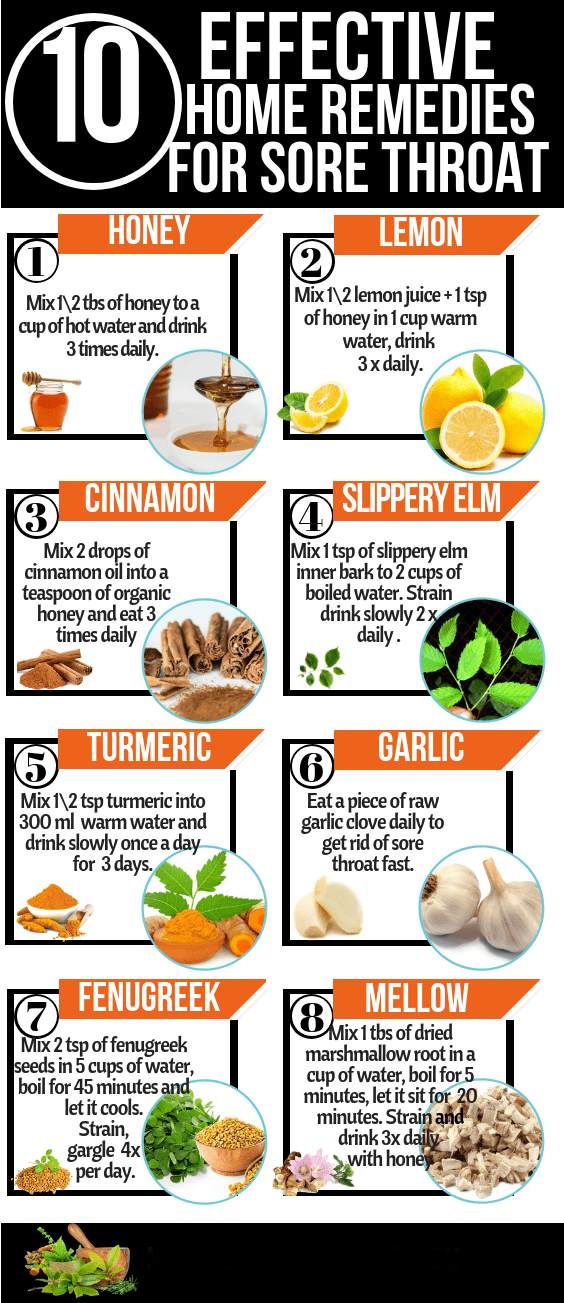 10
EFFECTIVE
HOME REMEDIES
FOR SORE THROAT
HONEY
1
Mix 1\2 tbs of honey to a
cup of hot water and drink
3 times daily.
LEMON
2
Mix 1\2 lemon juice + 1 tsp
of honey in 1 cup warm
water, drink
3 x daily.
CINNAMON
3
Mix 2 drops of
cinnamon oil into a
teaspoon of organic
honey and eat 3
times daily
SLIPPERY ELM
4
Mix 1 tsp of slippery elm
inner bark to 2 cups of
boiled water. Strain
drink slowly 2 x
daily .
TURMERIC
5
Mix 1\2 tsp turmeric into
300 ml warm water and
drink slowly once a day
for 3 days.
GARLIC
6
Eat a piece of raw
garlic clove daily to
get rid of sore
throat fast.
FENUGREEK
7
Mix 2 tsp of fenugreek
seeds in 5 cups of water,
boil for 45 minutes and
let it cools.
Strain,
gargle 4x
per day.
MELLOW
8
Mix 1 tbs of dried
marshmallow root in a
cup of water, boil for 5
minutes, let it sit for 20
minutes. Strain and
drink 3x daily
with honey